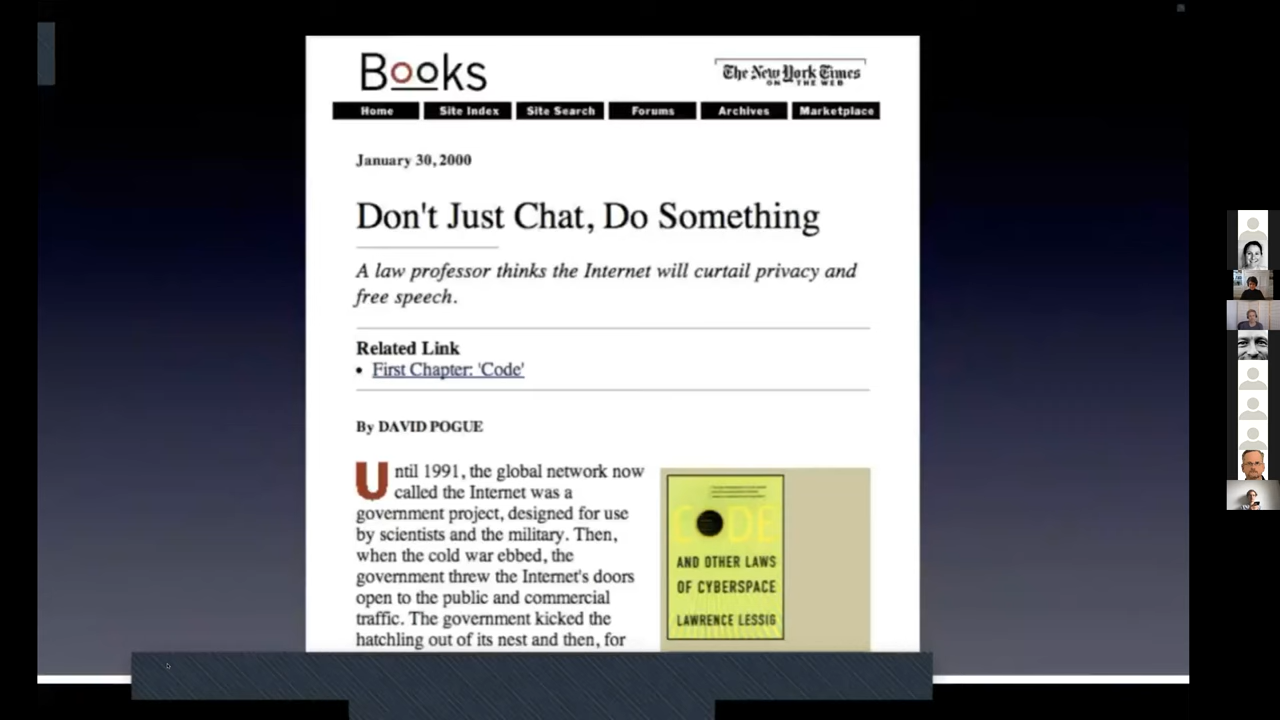 Books
The New York Times
ON THE WEB
Home Site Index Site Search Forums Archives Marketplace
January 30, 2000
Don't Just Chat, Do Something
A law professor thinks the Internet will curtail privacy and
free speech.
Related Link
• First Chapter: 'Code'
By DAVID POGUE
Until 1991, the global network now
called the Internet was a
government project, designed for use
by scientists and the military. Then,
when the cold war ebbed, the
government threw the Internet's doors
open to the public and commercial
traffic. The government kicked the
hatchling out of its nest and then, for
CODE
AND OTHER LAWS
OF CYBERSPACE
LAWRENCE LESSIG